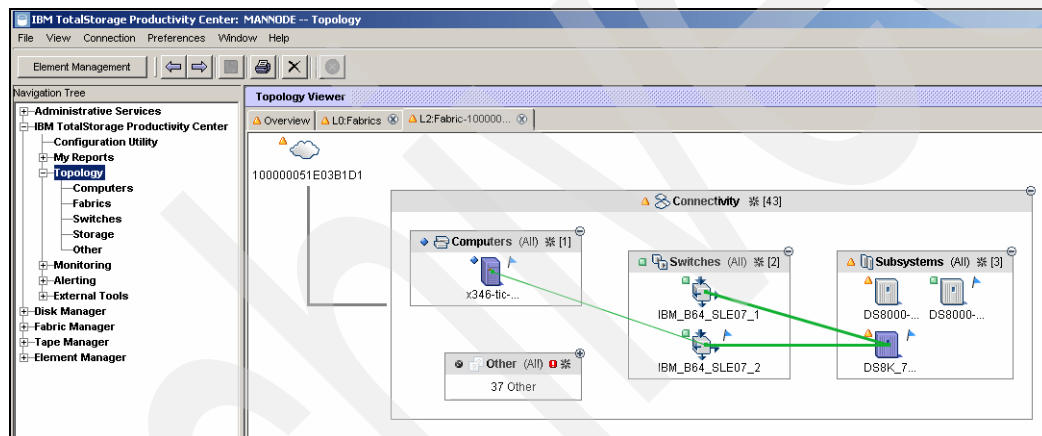 IBM TotalStorage Productivity Center: MANNODE -- Topology
File View Connection Preferences Window Help
Element Management
Navigation Tree
Administrative Services
IBM TotalStorage Productivity Center
Configuration Utility
My Reports
Topology
Computers
Fabrics
Switches
Storage
Other
Monitoring
Alerting
External Tools
Disk Manager
Fabric Manager
Tape Manager
Element Manager
Topology Viewer
Overview L0:Fabrics L2:Fabric-100000...
100000051E03B1D1
Connectivity [43]
Computers (All) [1]
x346-tic-...
Switches (All) [2]
IBM_B64_SLE07_1
IBM_B64_SLE07_2
Subsystems (All) [3]
DS8000-... DS8000-...
DS8K_7...
Other (All)
37 Other